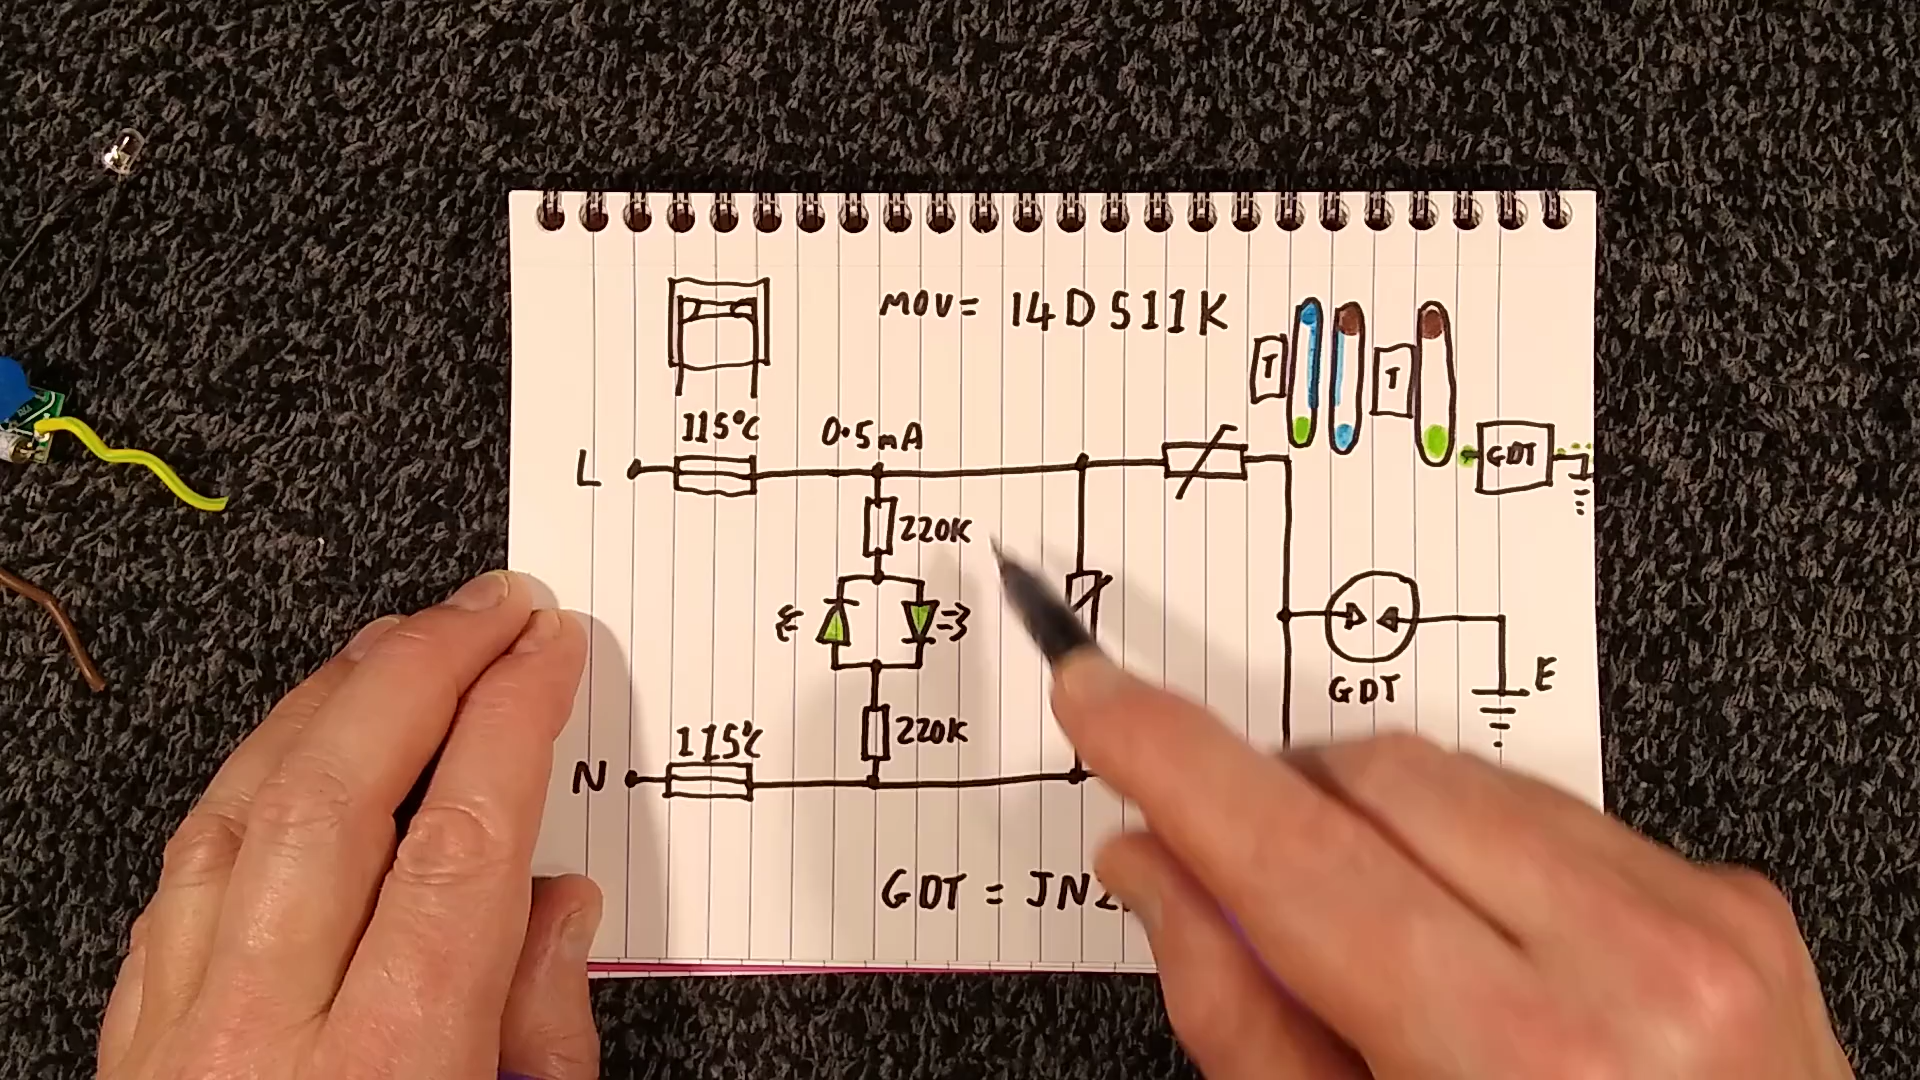 MOV = 14D511K
T
T
115°C
0.5mA
L
GDT
220K
GDT
E
115°C
220K
N
GDT = JN2